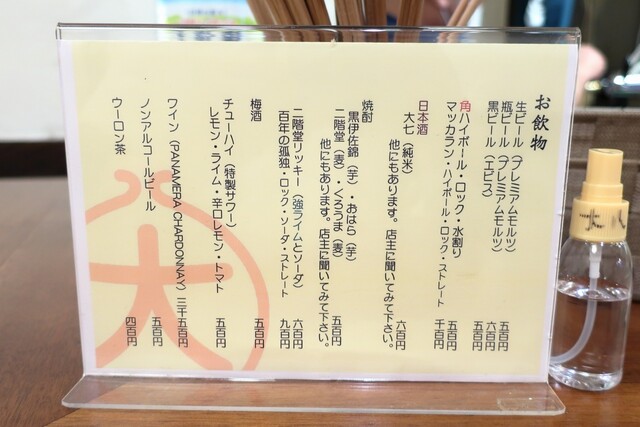 お飲物
生ビール（プレミアムモルツ） 五百円
瓶ビール（プレミアムモルツ） 六百円
黒ビール（エビス） 五百円
角ハイボール・ロック・水割り 五百円
マッカラン・ハイボール・ロック・ストレート 千百円
日本酒
大七（純米） 六百円
他にもあります。店主に聞いてみて下さい。
焼酎
黒伊佐錦（芋）・おはら（芋）
二階堂（麦）・くろうま（麦） 五百円
他にもあります。店主に聞いてみて下さい。
二階堂リッキー（強ライムとソーダ） 六百円
百年の孤独・ロック・ソーダ・ストレート 九百円
梅酒 五百円
チューハイ（特製サワー）
レモン・ライム・辛口レモン・トマト 五百円
ワイン（PANAMERA CHARDONNAY） 三千五百円
ノンアルコールビール 五百円
ウーロン茶 四百円
大